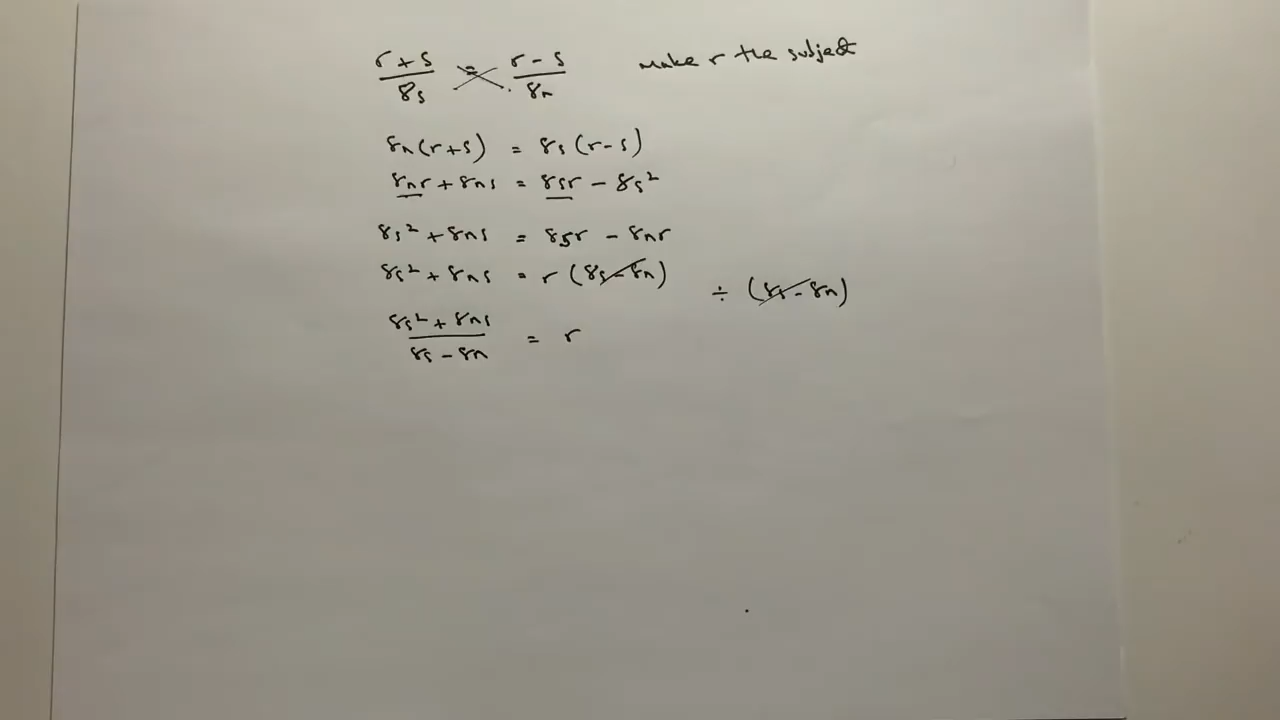 r + s / 8s = r - s / 8n make r the subject
8n(r+s) = 8s(r-s)
8nr + 8ns = 8sr - 8s²
8s² + 8ns = 8sr - 8nr
8s² + 8ns = r (8s - 8n) ÷ (8s - 8n)
8s² + 8ns / 8s - 8n = r